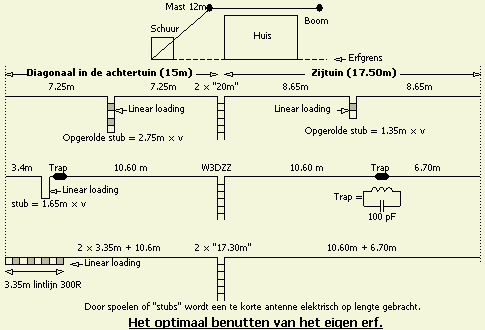 Mast 12m
Boom
Schuur
Huis
Erfgrens
Diagonaal in de achtertuin (15m)
Zijtuin (17.50m)
7.25m
7.25m
2 x "20m"
8.65m
8.65m
Linear loading
Linear loading
Opgerolde stub = 2.75m x v
Opgerolde stub = 1.35m x v
3.4m
Trap
10.60 m
W3DZZ
10.60 m
Trap
6.70m
Linear loading
stub = 1.65m x v
Trap =
100 pF
2 x 3.35m + 10.6m
2 x "17.30m"
10.60m + 6.70m
Linear loading
3.35m lintlijn 300R
Door spoelen of "stubs" wordt een te korte antenne elektrisch op lengte gebracht.
Het optimaal benutten van het eigen erf.